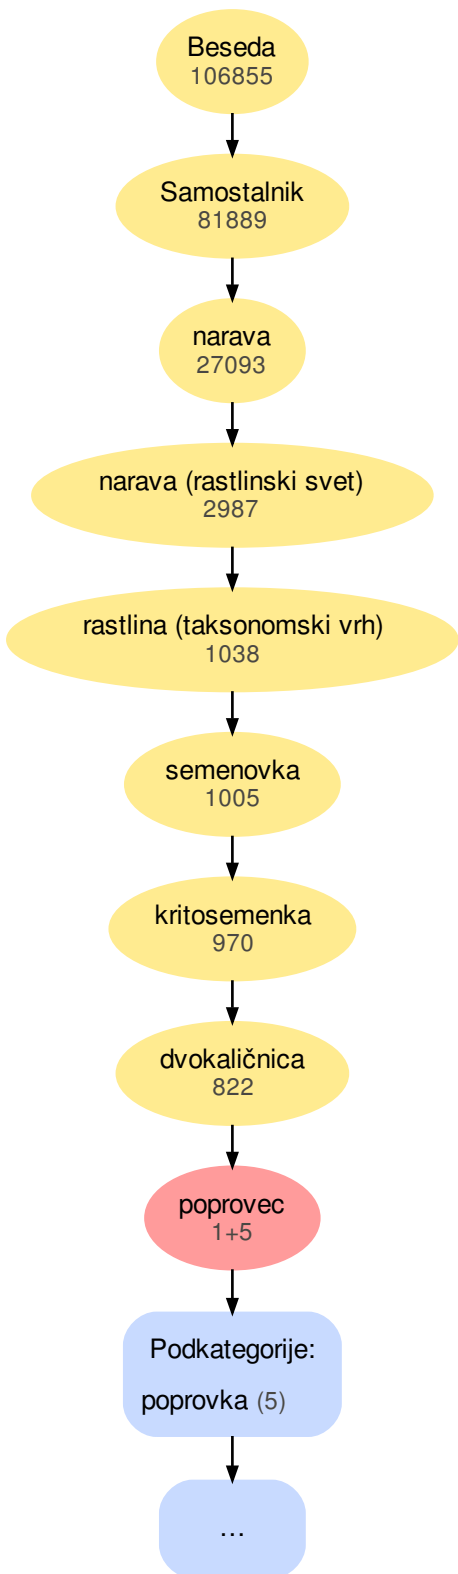 Beseda
106855
Samostalnik
81889
narava
27093
narava (rastlinski svet)
2987
rastlina (taksonomski vrh)
1038
semenovka
1005
kritosemenka
970
dvokaličnica
822
poprovec
1+5
Podkategorije:
poprovka (5)
...